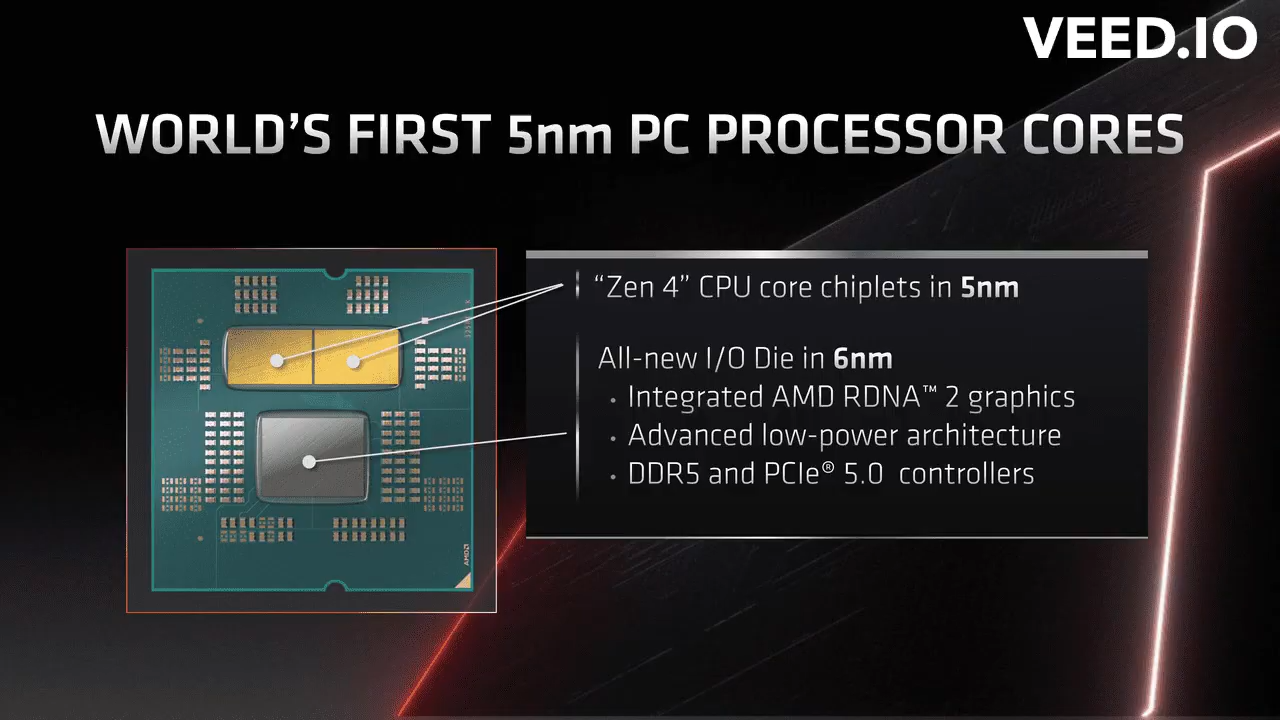 VEED.IO
WORLD'S FIRST 5nm PC PROCESSOR CORES
“Zen 4” CPU core chiplets in 5nm
All-new I/O Die in 6nm
• Integrated AMD RDNA™ 2 graphics
• Advanced low-power architecture
• DDR5 and PCIe® 5.0 controllers
AMD